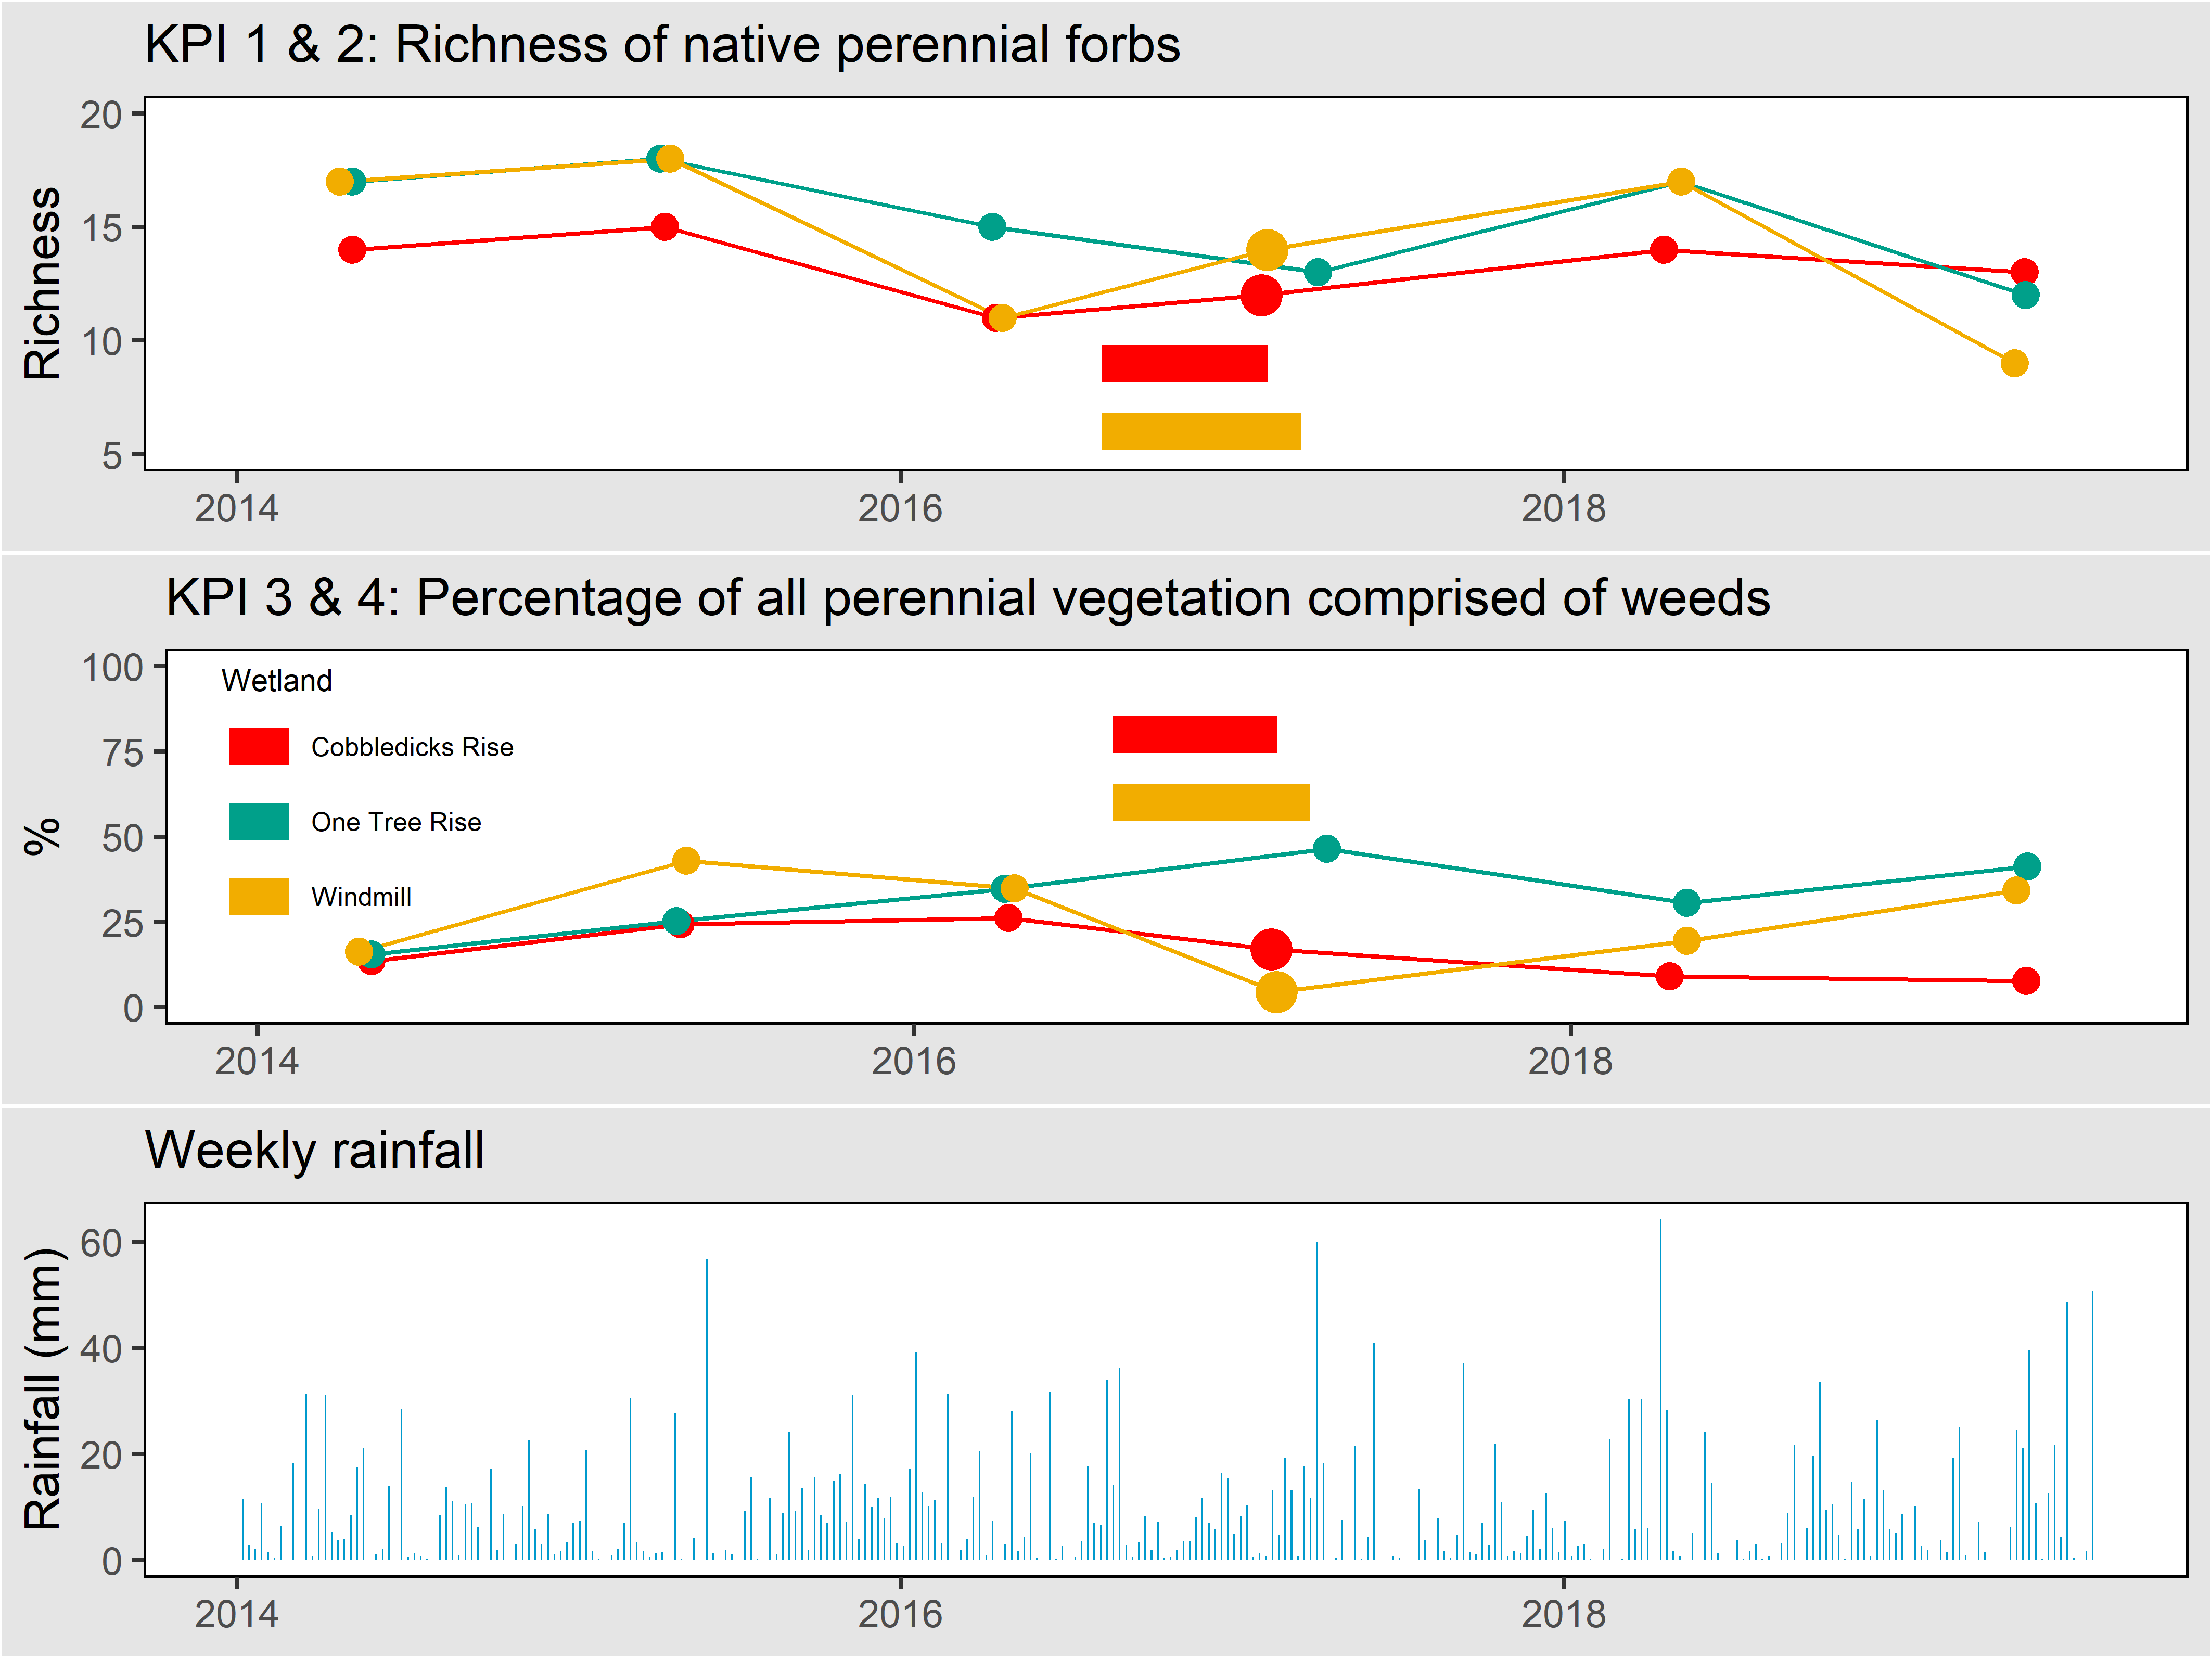 KPI 1 & 2: Richness of native perennial forbs
Richness
20
15
10
5
2014 2016 2018
KPI 3 & 4: Percentage of all perennial vegetation comprised of weeds
%
100
75
50
25
0
Wetland
Cobbledicks Rise
One Tree Rise
Windmill
2014 2016 2018
Weekly rainfall
Rainfall (mm)
60
40
20
0
2014 2016 2018